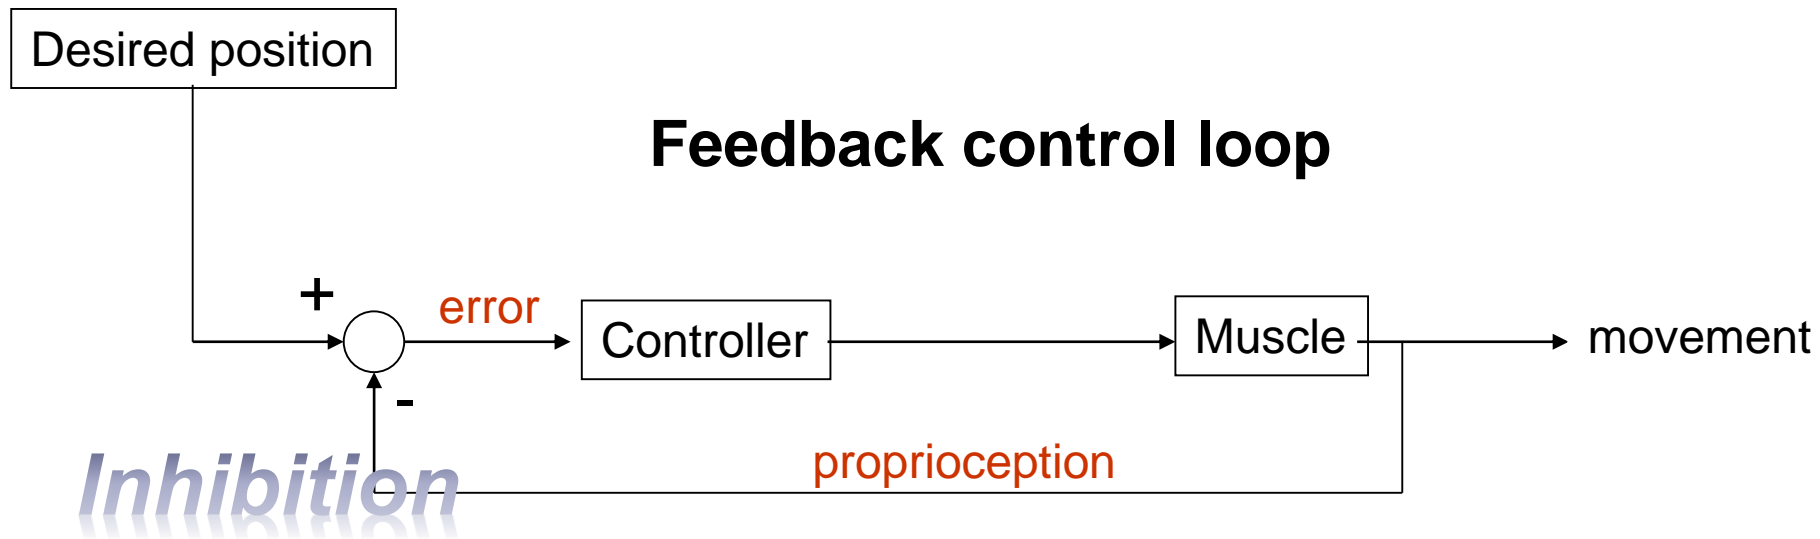 Desired position
Feedback control loop
+
error
Controller
Muscle
movement
-
Inhibition
proprioception